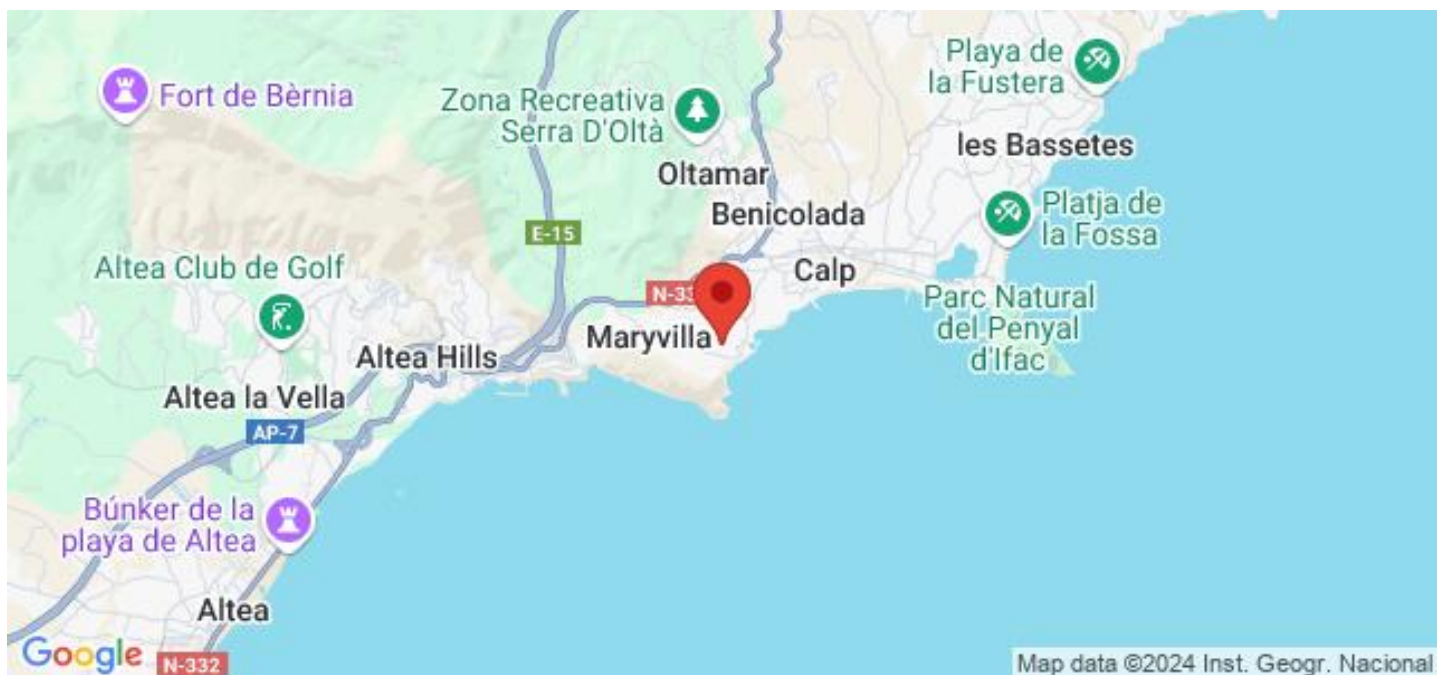 Playa de
la Fustera
Fort de Bèrnia
Zona Recreativa
Serra D'Oltà
les Bassetes
Oltamar
Benicolada
Platja de
la Fossa
E-15
Altea Club de Golf
Calp
N-33
Parc Natural
del Penyal
d'Ifac
Maryvilla
Altea Hills
Altea la Vella
AP-7
Búnker de la
playa de Altea
Altea
Google
N-332
Map data ©2024 Inst. Geogr. Nacional